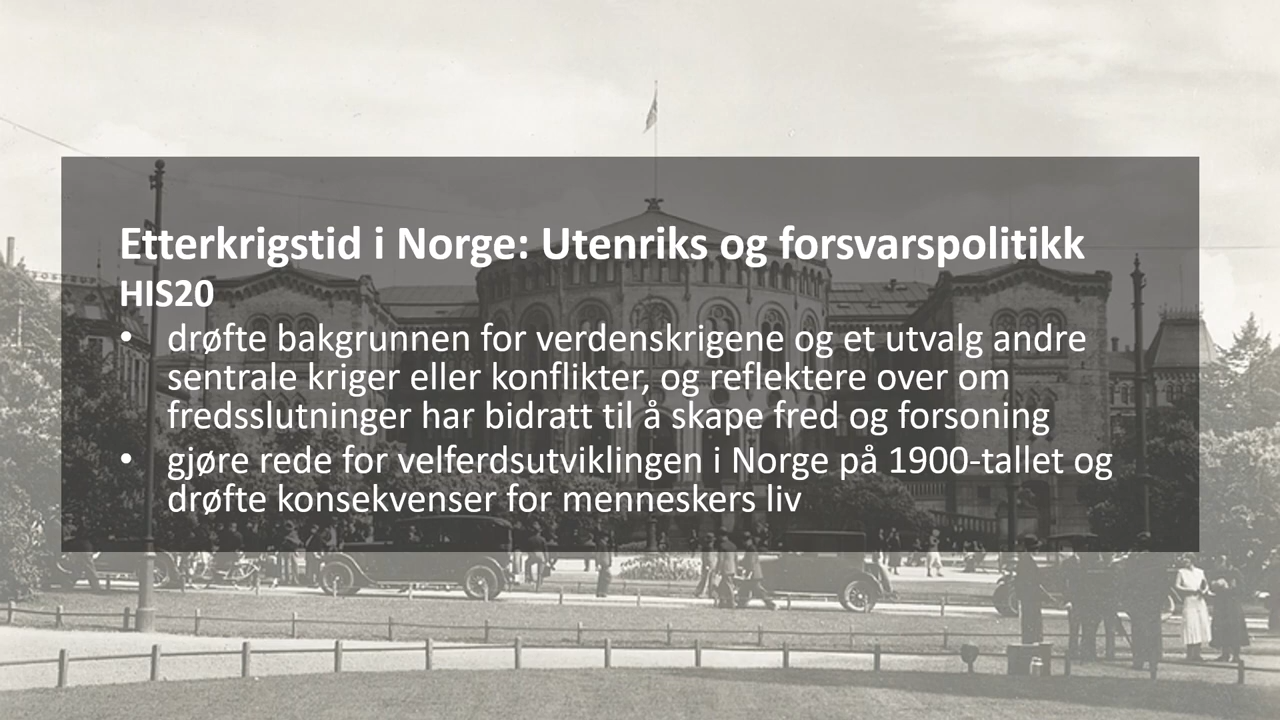 Etterkrigstid i Norge: Utenriks og forsvarspolitikk
HIS20
• drøfte bakgrunnen for verdenskrigene og et utvalg andre
sentrale kriger eller konflikter, og reflektere over om
fredsslutninger har bidratt til å skape fred og forsoning
• gjøre rede for velferdsutviklingen i Norge på 1900-tallet og
drøfte konsekvenser for menneskers liv